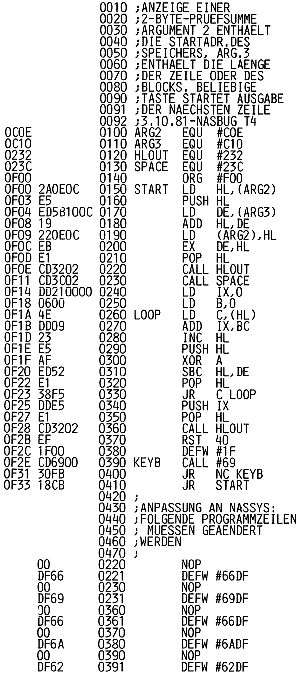 0010 ;ANZEIGE EINER
0020 ;2-BYTE-PRUEFSUMME
0030 ;ARGUMENT 2 ENTHAELT
0040 ;DIE STARTADR.DES
0050 ;SPEICHERS, ARG.3
0060 ;ENTHAELT DIE LAENGE
0070 ;DER ZEILE ODER DES
0080 ;BLOCKS, BELIEBIGE
0090 ;TASTE STARTET AUSGABE
0091 ;DER NAECHSTEN ZEILE
0092 ;3.10.81-NASBUG T4
0C0E 0100 ARG2 EQU #C0E
0C10 0110 ARG3 EQU #C10
0232 0120 HLOUT EQU #232
023C 0130 SPACE EQU #23C
0F00 0140 ORG #F00
0F00 2A0E0C 0150 START LD HL,(ARG2)
0F03 E5 0160 PUSH HL
0F04 ED5B100C 0170 LD DE,(ARG3)
0F08 19 0180 ADD HL,DE
0F09 220E0C 0190 LD (ARG2),HL
0F0C EB 0200 EX DE,HL
0F0D E1 0210 POP HL
0F0E CD3202 0220 CALL HLOUT
0F11 CD3C02 0230 CALL SPACE
0F14 DD210000 0240 LD IX,0
0F18 0600 0250 LD B,0
0F1A 4E 0260 LOOP LD C,(HL)
0F1B DD09 0270 ADD IX,BC
0F1D 23 0280 INC HL
0F1E E5 0290 PUSH HL
0F1F AF 0300 XOR A
0F20 ED52 0310 SBC HL,DE
0F22 E1 0320 POP HL
0F23 38F5 0330 JR C LOOP
0F25 DDE5 0340 PUSH IX
0F27 E1 0350 POP HL
0F28 CD3202 0360 CALL HLOUT
0F2B EF 0370 RST 40
0F2C 1F00 0380 DEFW #1F
0F2E CD6900 0390 KEYB CALL #69
0F31 30FB 0400 JR NC KEYB
0F33 18CB 0410 JR START
0420 ;
0430 ;ANPASSUNG AN NASSYS:
0440 ;FOLGENDE PROGRAMMZEILEN
0450 ; MUESSEN GEAENDERT
0460 ;WERDEN
0470 ;
00 0220 NOP
DF66 0221 DEFW #66DF
00 0230 NOP
DF69 0231 DEFW #69DF
00 0360 NOP
DF66 0361 DEFW #66DF
00 0370 NOP
DF6A 0380 DEFW #6ADF
00 0390 NOP
DF62 0391 DEFW #62DF